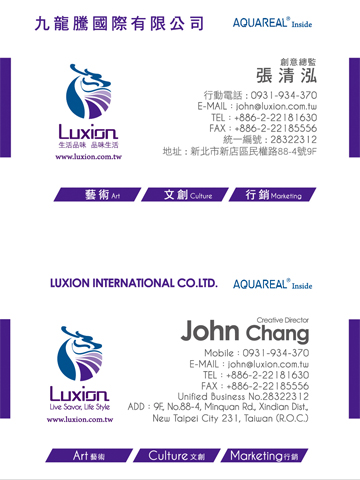 九龍騰國際有限公司
AQUAREAL® Inside
創意總監
張清泓
行動電話：0931-934-370
E-MAIL：john@luxion.com.tw
TEL：+886-2-22181630
FAX：+886-2-22185556
統一編號：28322312
地址：新北市新店區民權路88-4號9F
Luxion
生活品味 品味生活
www.luxion.com.tw
藝術 Art
文創 Culture
行銷 Marketing
LUXION INTERNATIONAL CO.LTD.
AQUAREAL® Inside
Creative Director
John Chang
Mobile：0931-934-370
E-MAIL：john@luxion.com.tw
TEL：+886-2-22181630
FAX：+886-2-22185556
Unified Business No.28322312
ADD：9F, No.88-4, Minquan Rd., Xindian Dist.,
New Taipei City 231, Taiwan (R.O.C.)
Luxion
Live Savor, Life Style
www.luxion.com.tw
Art 藝術
Culture 文創
Marketing 行銷